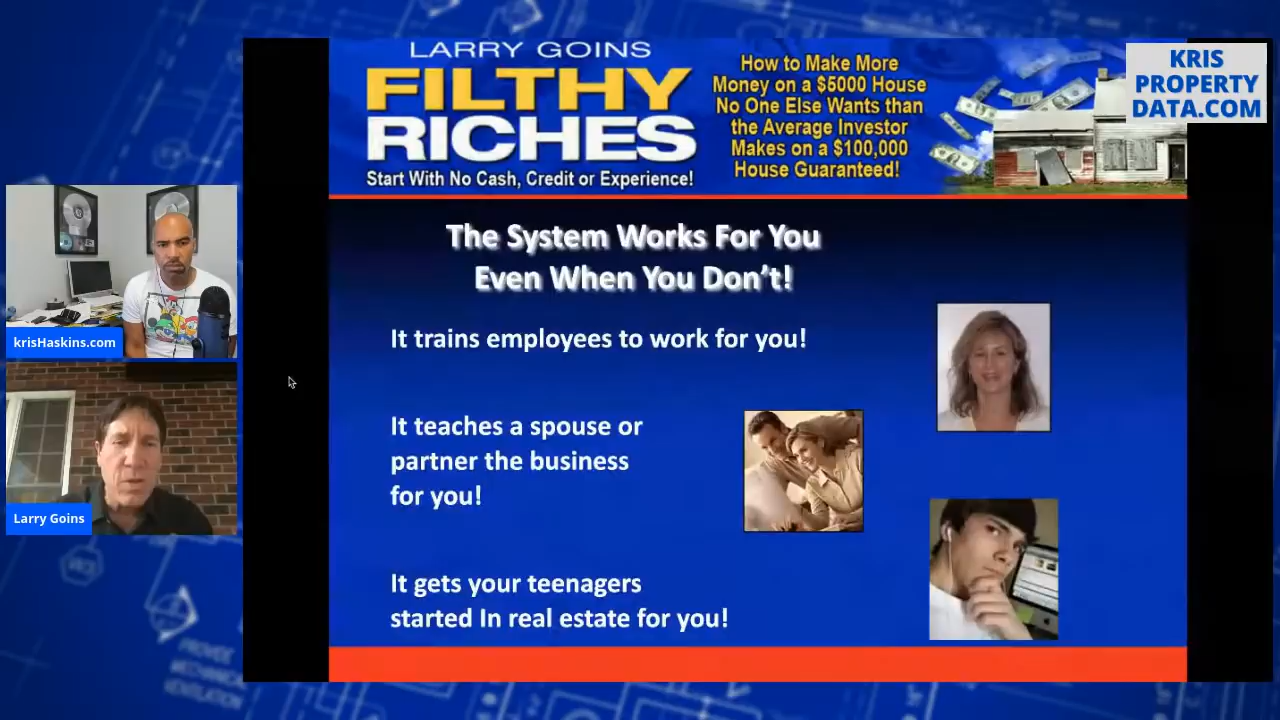 LARRY GOINS
FILTHY
RICHES
Start With No Cash, Credit or Experience!
How to Make More
Money on a $5000 House
No One Else Wants than
the Average Investor
Makes on a $100,000
House Guaranteed!
KRIS
PROPERTY
DATA.COM
The System Works For You
Even When You Don't!
It trains employees to work for you!
It teaches a spouse or
partner the business
for you!
It gets your teenagers
started In real estate for you!
krisHaskins.com
Larry Goins
PROVIDE
MECHANICAL
VENTILATION